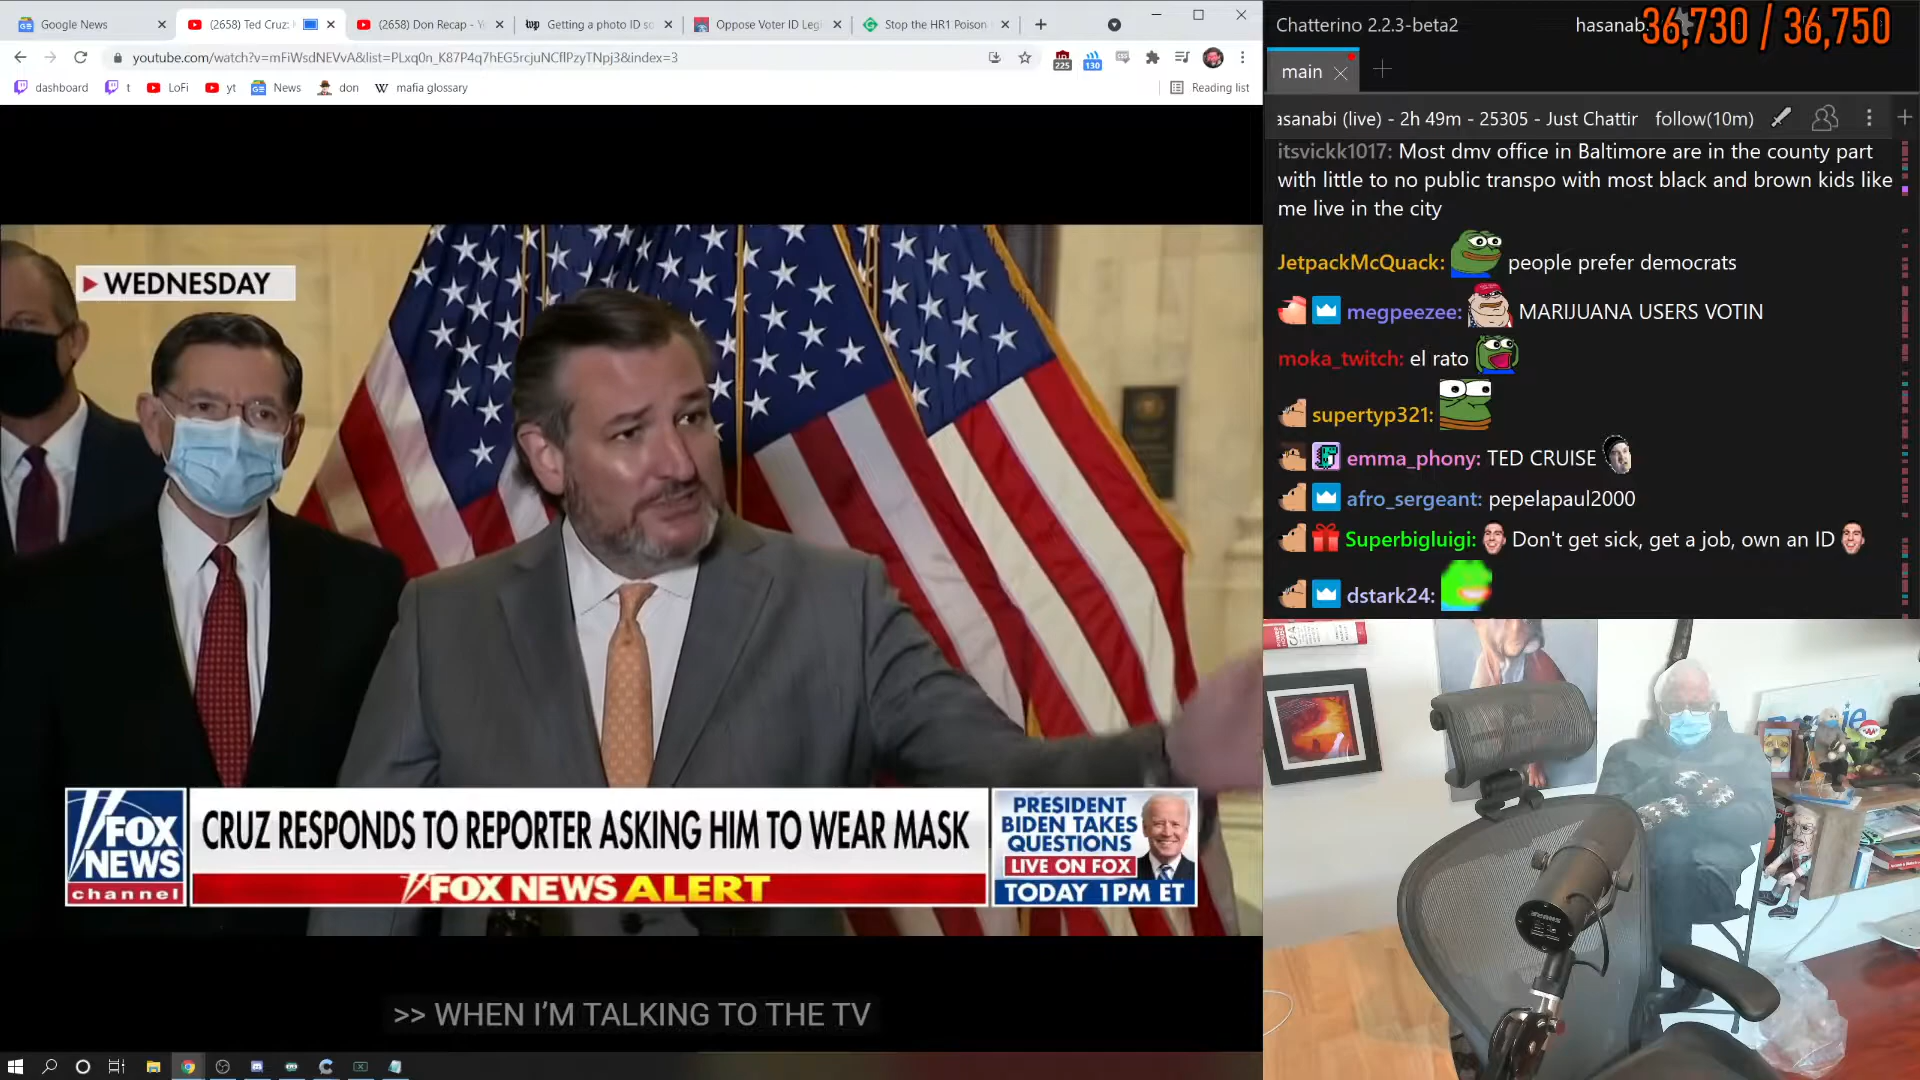 Google News
(2658) Ted Cruz:
(2658) Don Recap - Y
Getting a photo ID so
Oppose Voter ID Legi
Stop the HR1 Poison
youtube.com/watch?v=mFiWsdNEVvA&list=PLxq0n_K87P4q7hEG5rcjuNCflPzyTNpj3&index=3
225
130
dashboard
t
LoFi
yt
News
don
mafia glossary
Reading list
WEDNESDAY
FOX
NEWS
channel
CRUZ RESPONDS TO REPORTER ASKING HIM TO WEAR MASK
FOX NEWS ALERT
PRESIDENT
BIDEN TAKES
QUESTIONS
LIVE ON FOX
TODAY 1PM ET
>> WHEN I'M TALKING TO THE TV
Chatterino 2.2.3-beta2
hasanab
36,730 / 36,750
main
asanabi (live) - 2h 49m - 25305 - Just Chattir
follow(10m)
itsvickk1017: Most dmv office in Baltimore are in the county part
with little to no public transpo with most black and brown kids like
me live in the city
JetpackMcQuack: people prefer democrats
megpeezee: MARIJUANA USERS VOTIN
moka_twitch: el rato
supertyp321:
emma_phony: TED CRUISE
afro_sergeant: pepelapaul2000
Superbigluigi: Don't get sick, get a job, own an ID
dstark24: